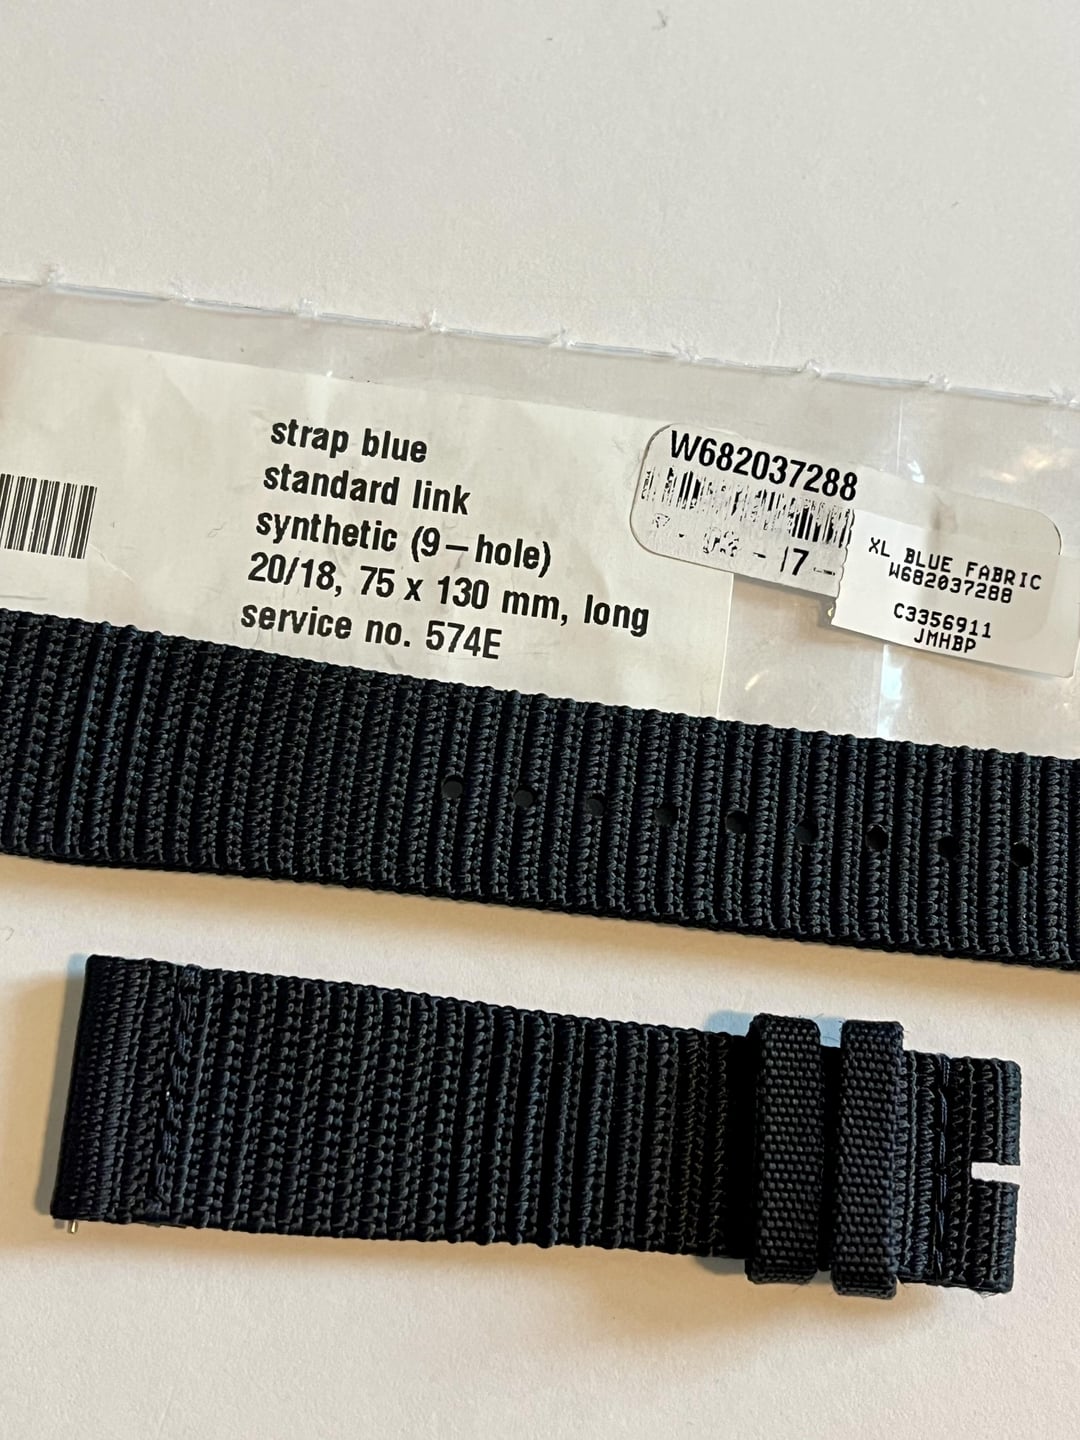 strap blue
standard link
synthetic (9-hole)
20/18, 75 x 130 mm, long
service no. 574E
W682037288
- 17 -
XL BLUE FABRIC
W682037288
C3356911
JMHBP